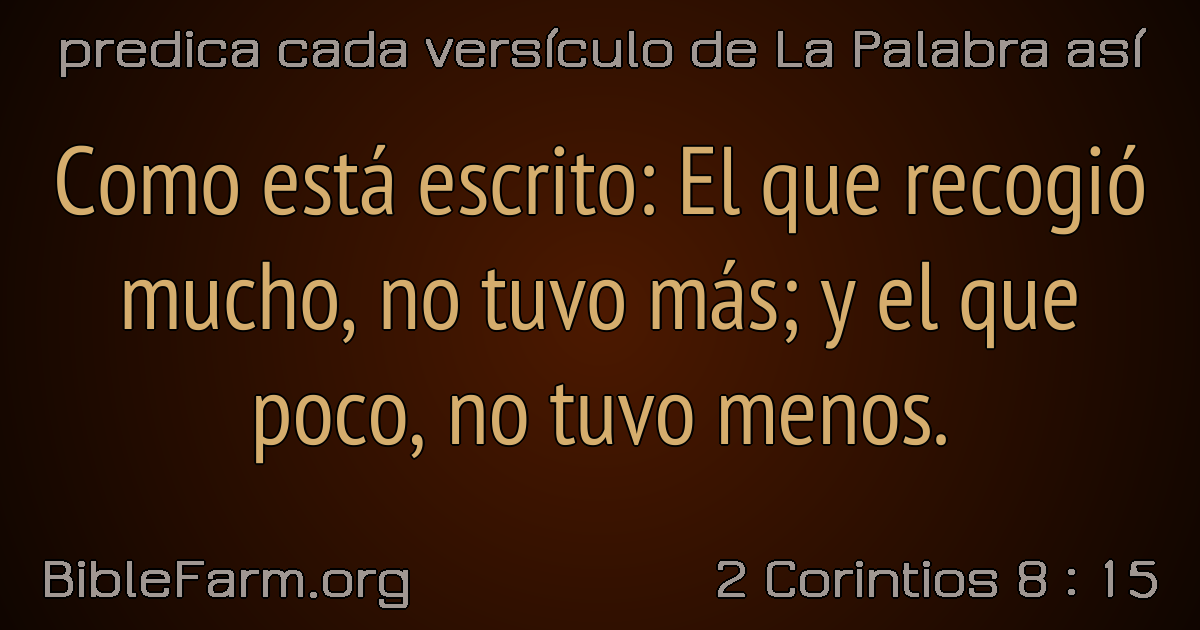 predica cada versículo de La Palabra así
Como está escrito: El que recogió
mucho, no tuvo más; y el que
poco, no tuvo menos.
BibleFarm.org
2 Corintios 8 : 15